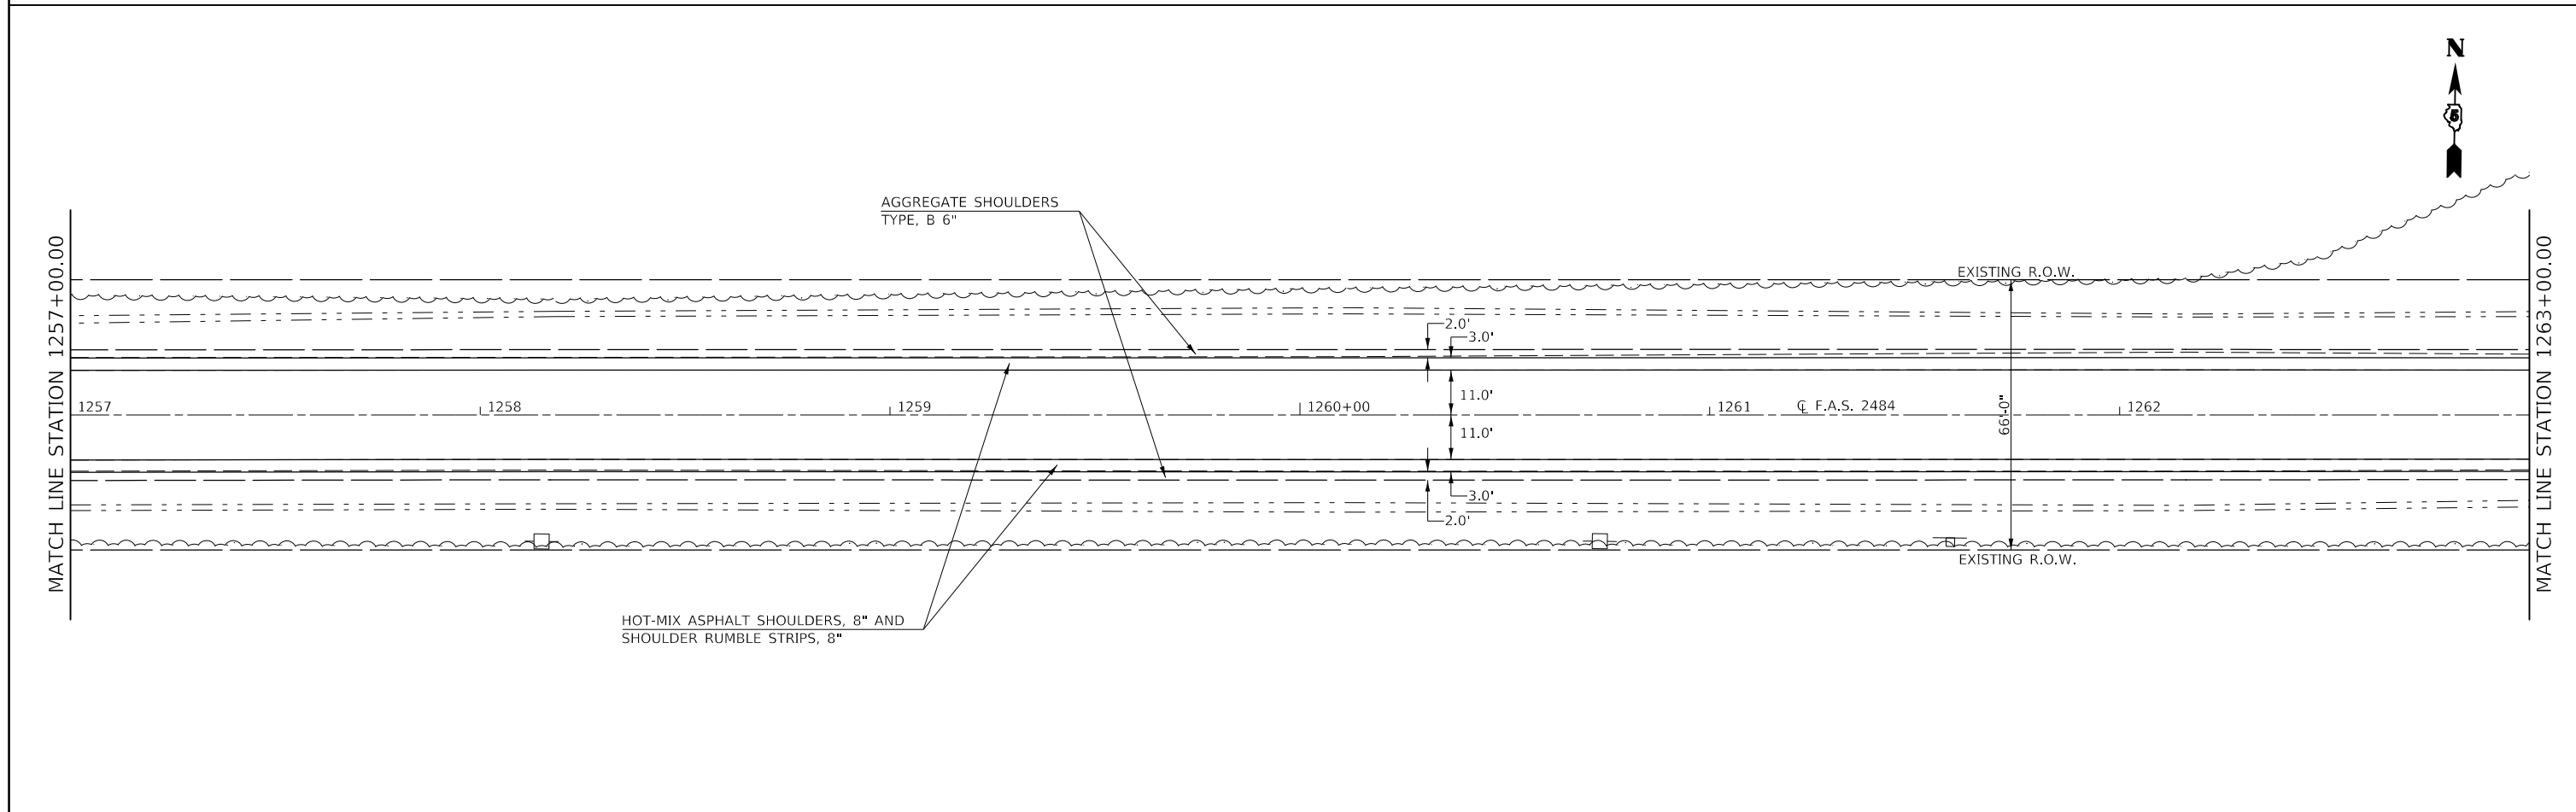 N
5
AGGREGATE SHOULDERS
TYPE, B 6"
MATCH LINE STATION 1257+00.00
MATCH LINE STATION 1263+00.00
EXISTING R.O.W.
2.0'
3.0'
11.0'
1257
1258
1259
1260+00
1261
℄ F.A.S. 2484
66'-0"
1262
11.0'
3.0'
2.0'
EXISTING R.O.W.
HOT-MIX ASPHALT SHOULDERS, 8" AND
SHOULDER RUMBLE STRIPS, 8"